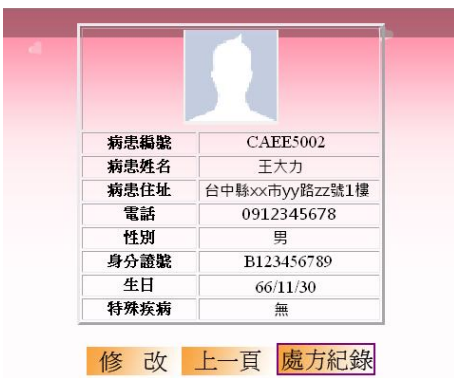 病患編號 CAEE5002
病患姓名 王大力
病患住址 台中縣xx市yy路zz號1樓
電話 0912345678
性別 男
身分證號 B123456789
生日 66/11/30
特殊疾病 無
修 改 上一頁 處方紀錄